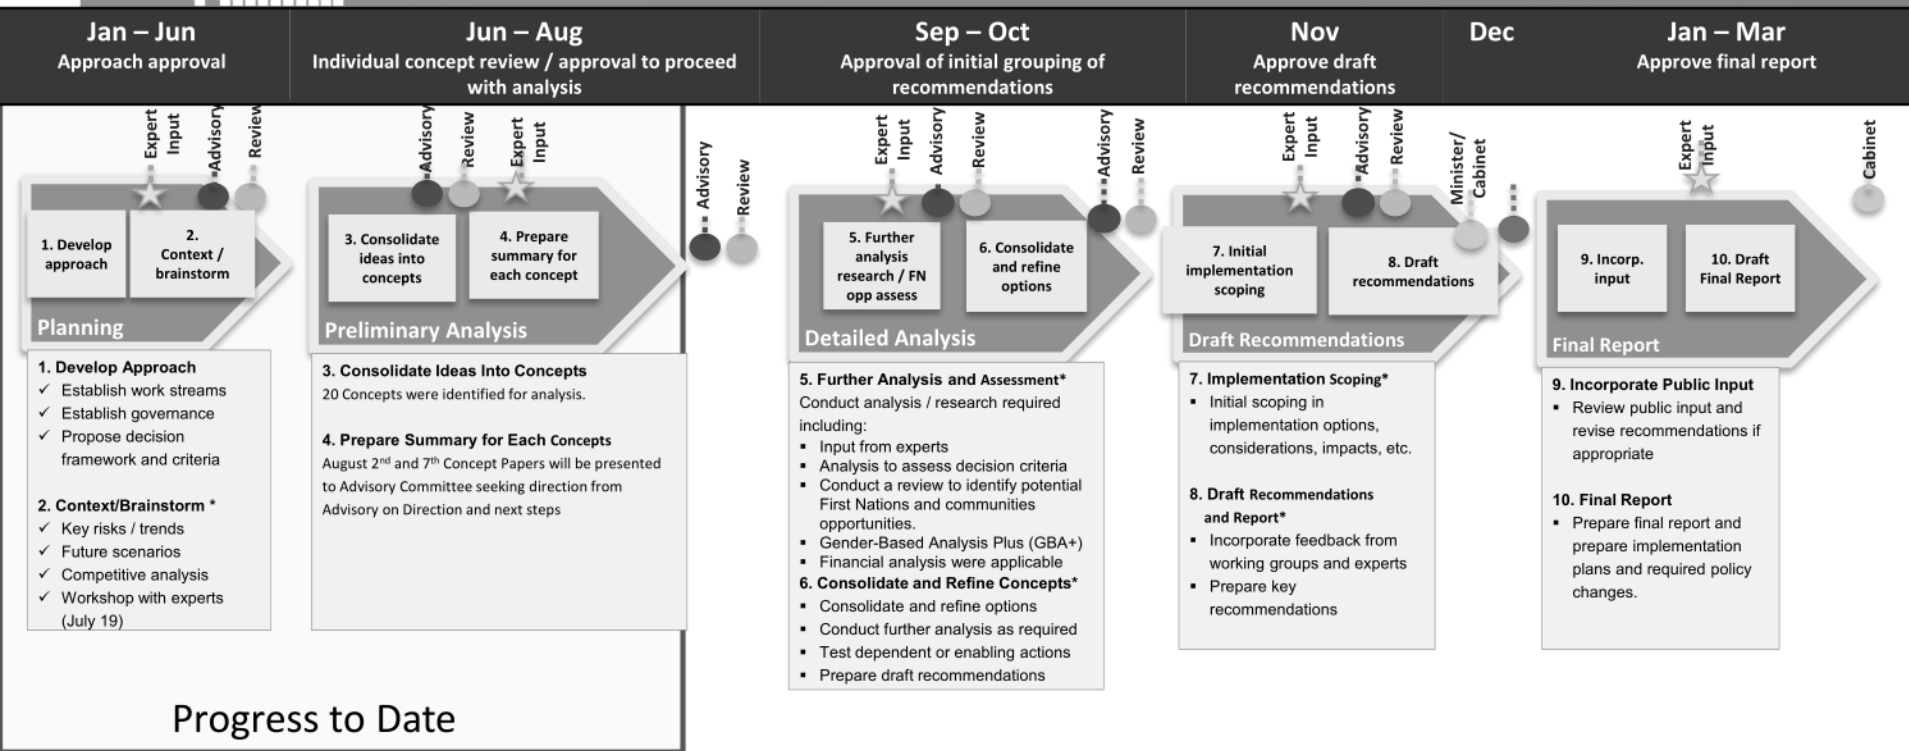 Jan – Jun
Approach approval
Jun – Aug
Individual concept review / approval to proceed
with analysis
Sep – Oct
Approval of initial grouping of
recommendations
Nov
Approve draft
recommendations
Dec
Jan – Mar
Approve final report
Expert
Input
Advisory
Review
Advisory
Review
Expert
Input
Advisory
Review
Expert
Input
Advisory
Review
Advisory
Review
Expert
Input
Advisory
Review
Minister/
Cabinet
Expert
Input
Cabinet
1. Develop
approach
2.
Context /
brainstorm
Planning
3. Consolidate
ideas into
concepts
4. Prepare
summary for
each concept
Preliminary Analysis
5. Further
analysis
research / FN
opp assess
6. Consolidate
and refine
options
Detailed Analysis
7. Initial
implementation
scoping
8. Draft
recommendations
Draft Recommendations
9. Incorp.
input
10. Draft
Final Report
Final Report
1. Develop Approach
✓ Establish work streams
✓ Establish governance
✓ Propose decision
framework and criteria
2. Context/Brainstorm *
✓ Key risks / trends
✓ Future scenarios
✓ Competitive analysis
✓ Workshop with experts
(July 19)
3. Consolidate Ideas Into Concepts
20 Concepts were identified for analysis.
4. Prepare Summary for Each Concepts
August 2nd and 7th Concept Papers will be presented
to Advisory Committee seeking direction from
Advisory on Direction and next steps
5. Further Analysis and Assessment*
Conduct analysis / research required
including:
▪ Input from experts
▪ Analysis to assess decision criteria
▪ Conduct a review to identify potential
First Nations and communities
opportunities.
▪ Gender-Based Analysis Plus (GBA+)
▪ Financial analysis were applicable
6. Consolidate and Refine Concepts*
▪ Consolidate and refine options
▪ Conduct further analysis as required
▪ Test dependent or enabling actions
▪ Prepare draft recommendations
7. Implementation Scoping*
▪ Initial scoping in
implementation options,
considerations, impacts, etc.
8. Draft Recommendations
and Report*
▪ Incorporate feedback from
working groups and experts
▪ Prepare key
recommendations
9. Incorporate Public Input
▪ Review public input and
revise recommendations if
appropriate
10. Final Report
▪ Prepare final report and
prepare implementation
plans and required policy
changes.
Progress to Date